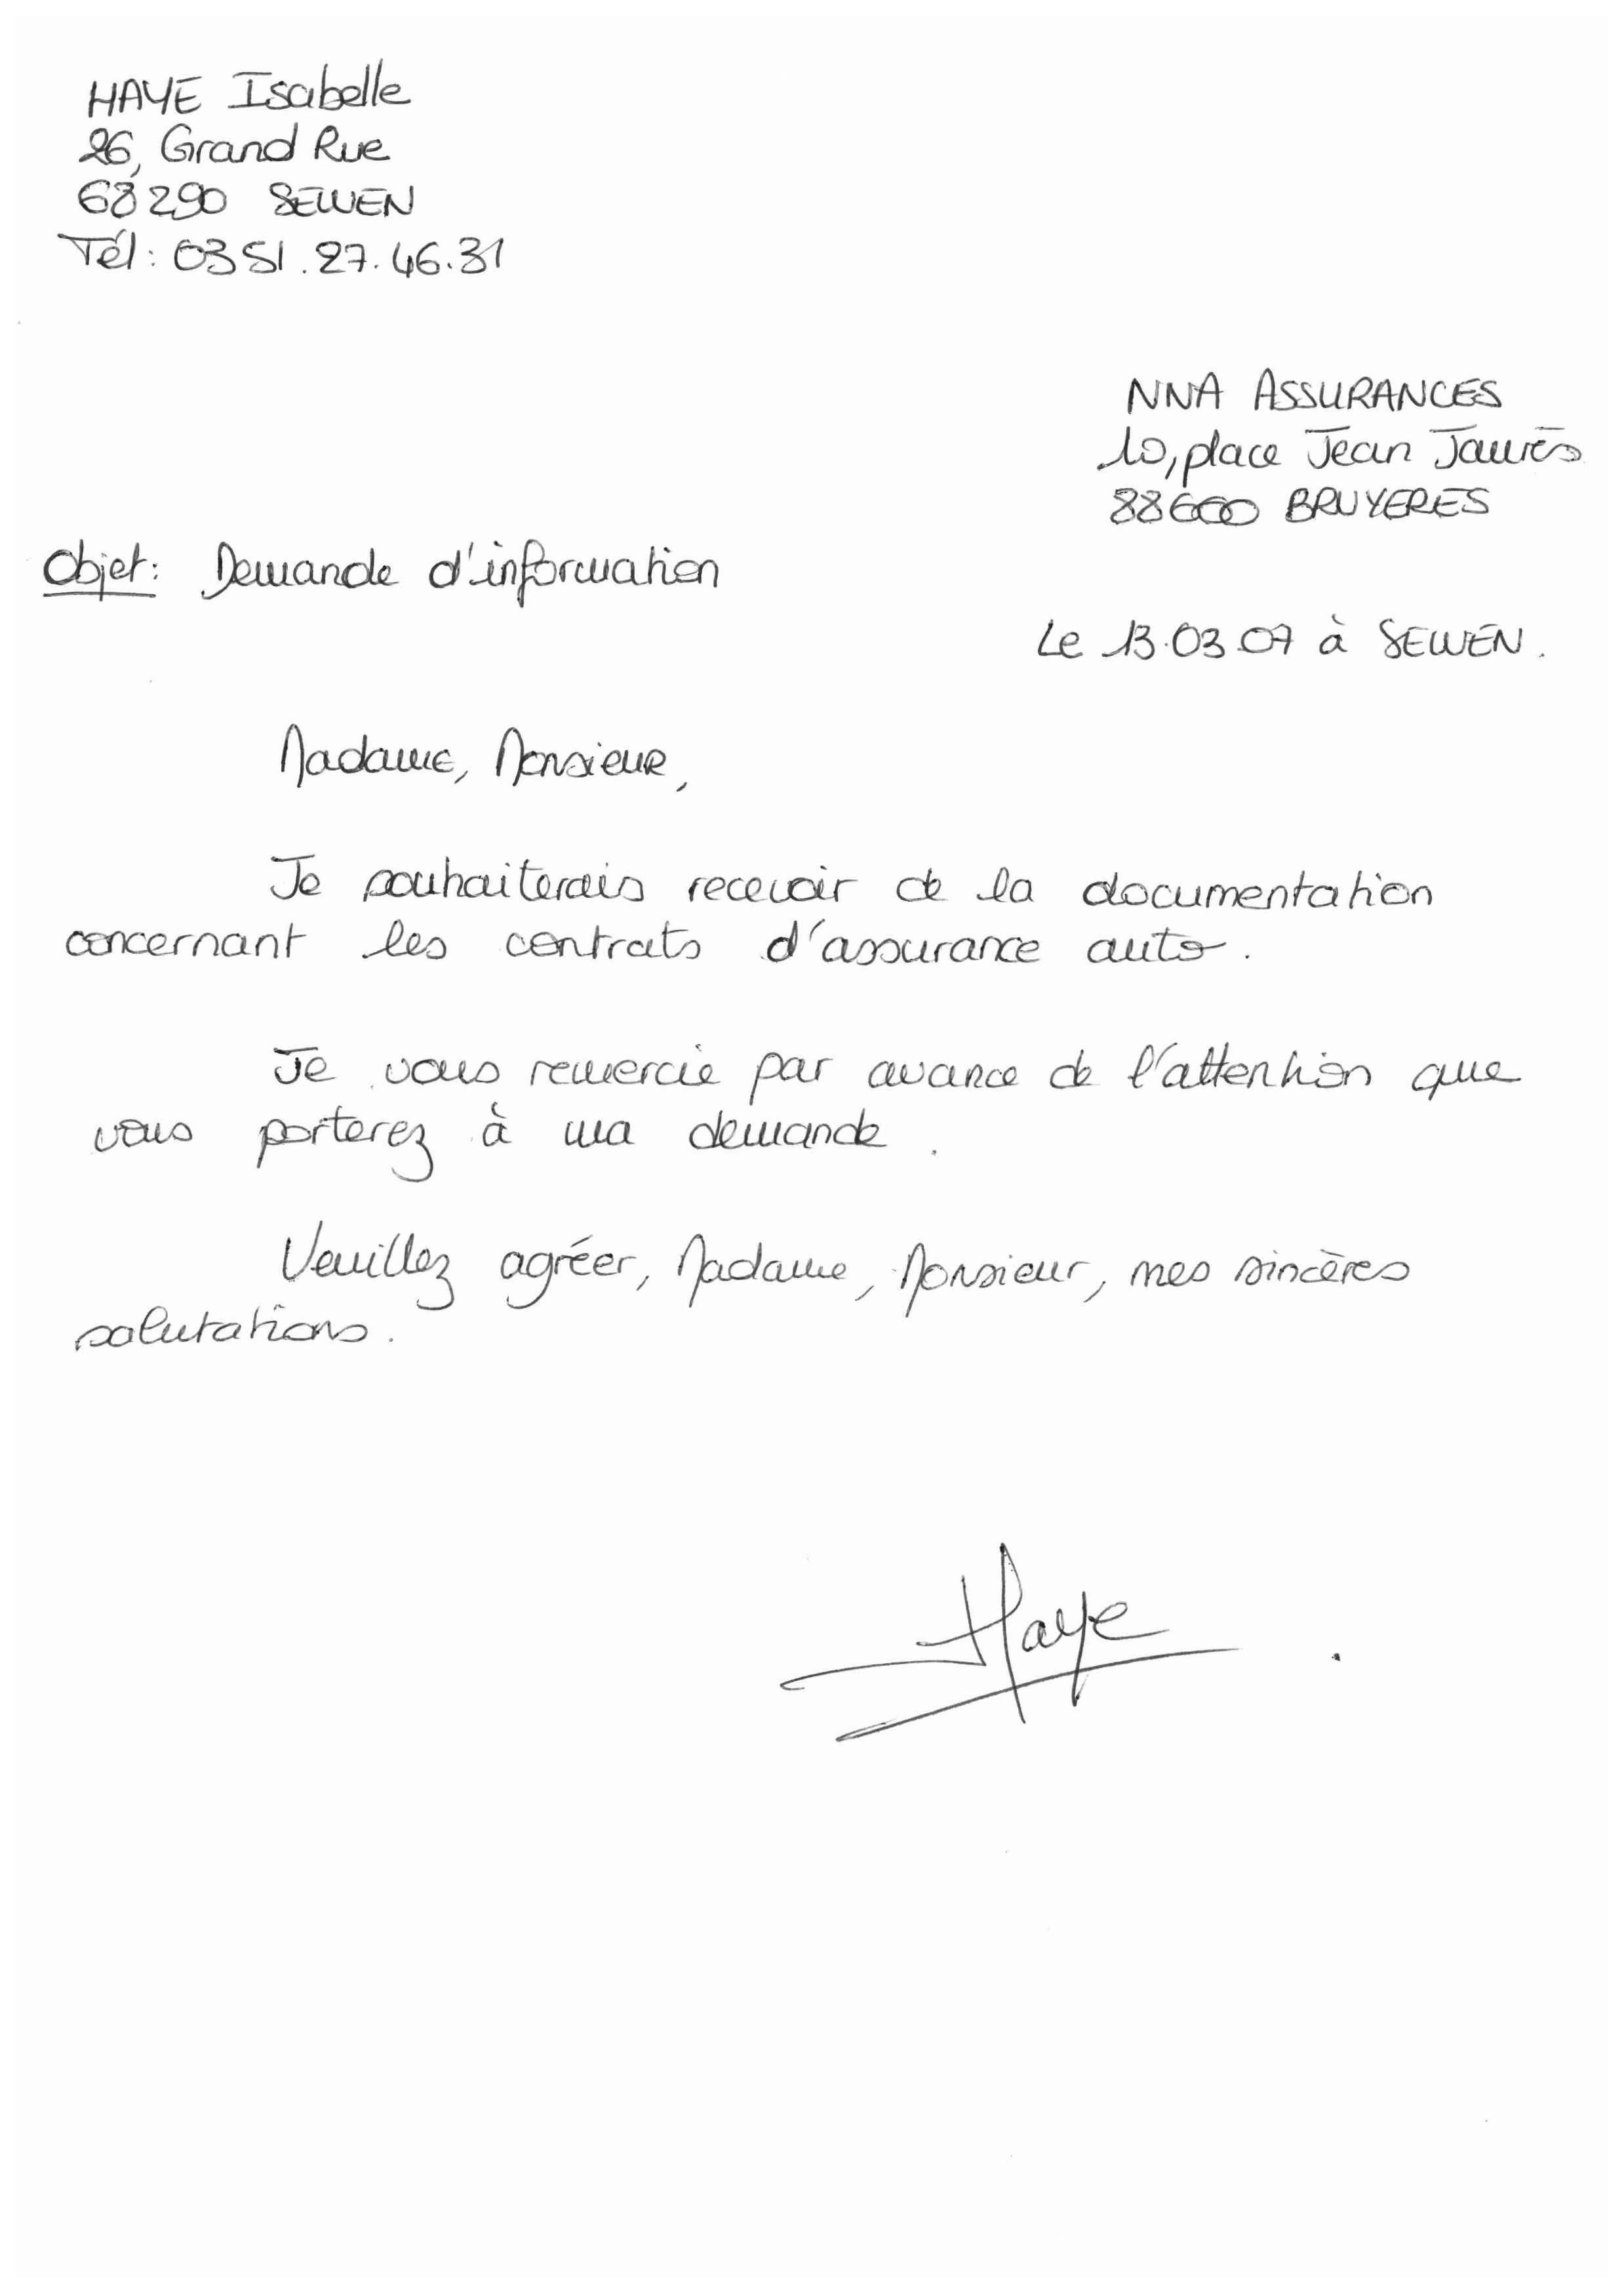 HAYE Isabelle
26, Grand Rue
68290 SEWEN
Tél : 03 51.27.46.31
NNA ASSURANCES
10, place Jean Jaurès
88600 BRUYERES
Objet : Demande d'information
Le 13.03.07 à SEWEN.
Madame, Monsieur,
Je souhaiterais recevoir de la documentation
concernant les contrats d'assurance auto.
Je vous remercie par avance de l'attention que
vous porterez à ma demande.
Veuillez agréer, Madame, Monsieur, mes sincères
salutations.
Haye